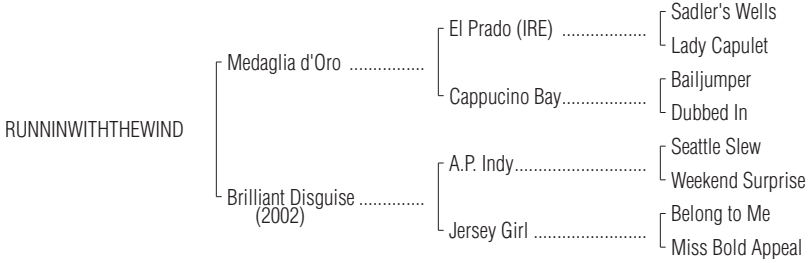 Sadler's Wells
El Prado (IRE) ..................
Lady Capulet
Medaglia d'Oro ................
Bailjumper
Cappucino Bay..................
Dubbed In
RUNNINWITHTHEWIND
Seattle Slew
A.P. Indy............................
Weekend Surprise
Brilliant Disguise ..............
(2002)
Belong to Me
Jersey Girl ........................
Miss Bold Appeal